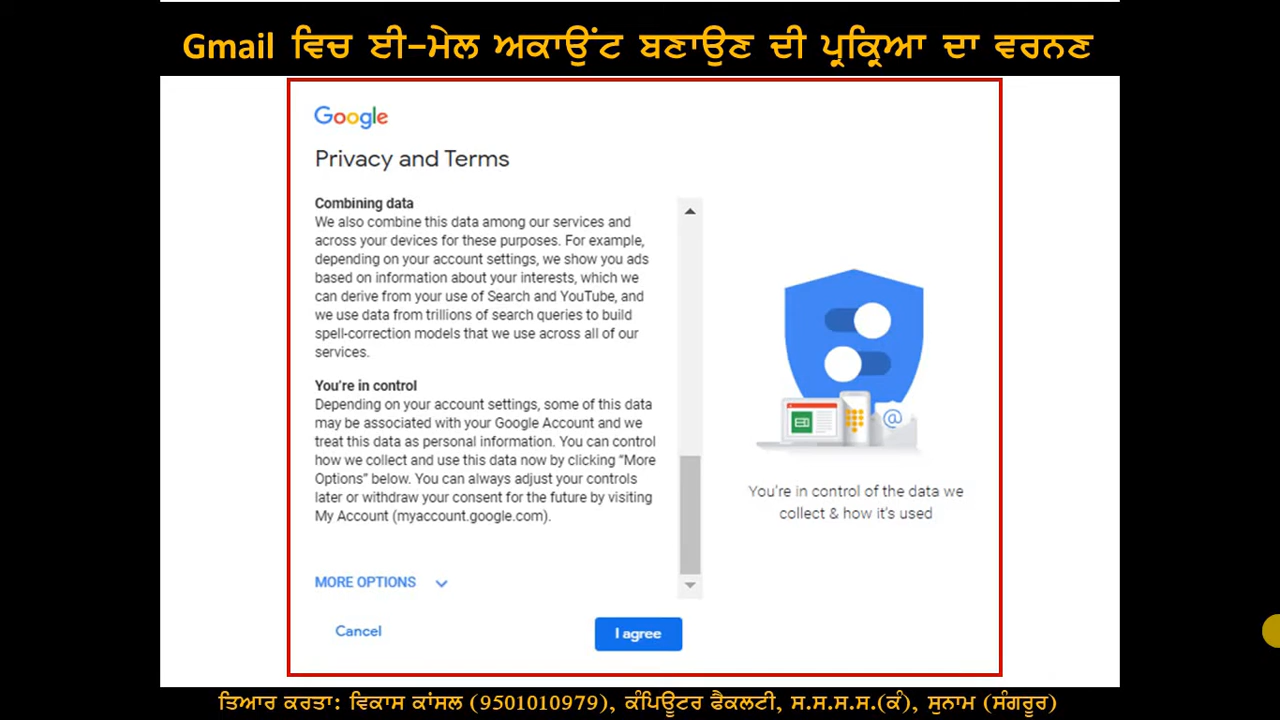 Gmail ਵਿਚ ਈ-ਮੇਲ ਅਕਾਉਂਟ ਬਣਾਉਣ ਦੀ ਪ੍ਰਕ੍ਰਿਆ ਦਾ ਵਰਨਣ
Google
Privacy and Terms
Combining data
We also combine this data among our services and
across your devices for these purposes. For example,
depending on your account settings, we show you ads
based on information about your interests, which we
can derive from your use of Search and YouTube, and
we use data from trillions of search queries to build
spell-correction models that we use across all of our
services.
You’re in control
Depending on your account settings, some of this data
may be associated with your Google Account and we
treat this data as personal information. You can control
how we collect and use this data now by clicking “More
Options” below. You can always adjust your controls
later or withdraw your consent for the future by visiting
My Account (myaccount.google.com).
MORE OPTIONS
Cancel
I agree
@
You’re in control of the data we
collect & how it’s used
ਤਿਆਰ ਕਰਤਾ: ਵਿਕਾਸ ਕਾਂਸਲ (9501010979), ਕੰਪਿਊਟਰ ਫੈਕਲਟੀ, ਸ.ਸ.ਸ.ਸ.(ਕੰ), ਸੁਨਾਮ (ਸੰਗਰੂਰ)